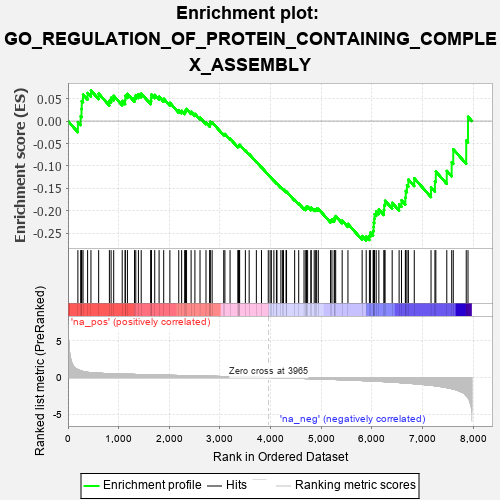 Enrichment plot:
GO_REGULATION_OF_PROTEIN_CONTAINING_COMPLE
X_ASSEMBLY
Enrichment score (ES)
0.05
0.00
-0.05
-0.10
-0.15
-0.20
-0.25
'na_pos' (positively correlated)
Ranked list metric (PreRanked)
5
0
-5
Zero cross at 3965
'na_neg' (negatively correlated)
0
1,000
2,000
3,000
4,000
5,000
6,000
7,000
8,000
Rank in Ordered Dataset
Enrichment profile
Hits
Ranking metric scores